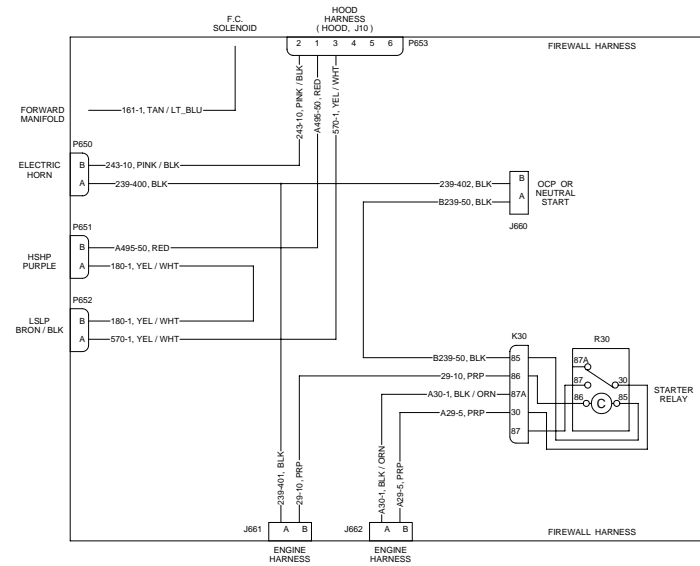 F.C.
SOLENOID
HOOD
HARNESS
( HOOD, J10 )
2 1 3 4 5 6 P653
FIREWALL HARNESS
243-10, PINK / BLK
A495-50, RED
570-1, YEL / WHT
FORWARD
MANIFOLD
161-1, TAN / LT_BLU
P650
ELECTRIC
HORN
B 243-10, PINK / BLK
A 239-400, BLK
239-402, BLK B
B239-50, BLK A
OCP OR
NEUTRAL
START
J660
P651
HSHP
PURPLE
B A495-50, RED
A 180-1, YEL / WHT
P652
LSLP
BRON / BLK
B 180-1, YEL / WHT
A 570-1, YEL / WHT
K30
R30
B239-50, BLK 85
29-10, PRP 86
A30-1, BLK / ORN 87A
A29-5, PRP 30
87
87A
87 30
86 C 85
STARTER
RELAY
239-401, BLK
29-10, PRP
A30-1, BLK / ORN
A29-5, PRP
J661 A B
J662 A B
ENGINE
HARNESS
ENGINE
HARNESS
FIREWALL HARNESS